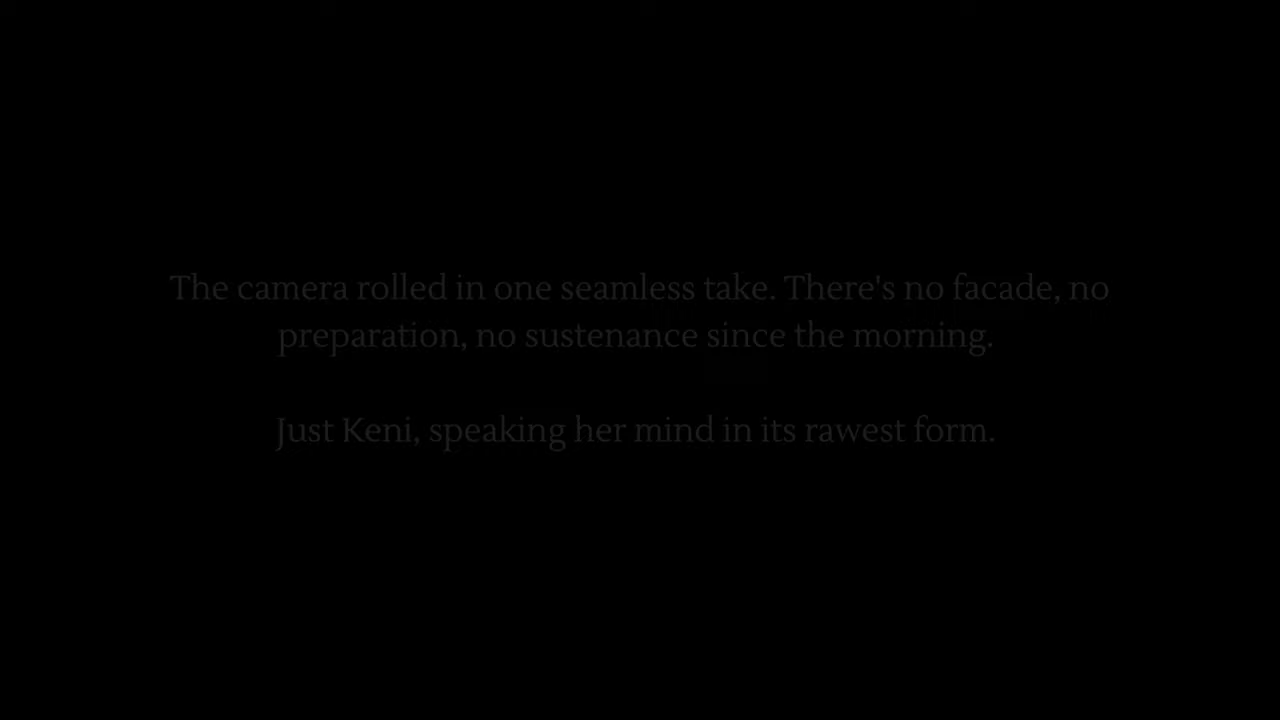 The camera rolled in one seamless take. There's no facade, no
preparation, no sustenance since the morning.
Just Keni, speaking her mind in its rawest form.